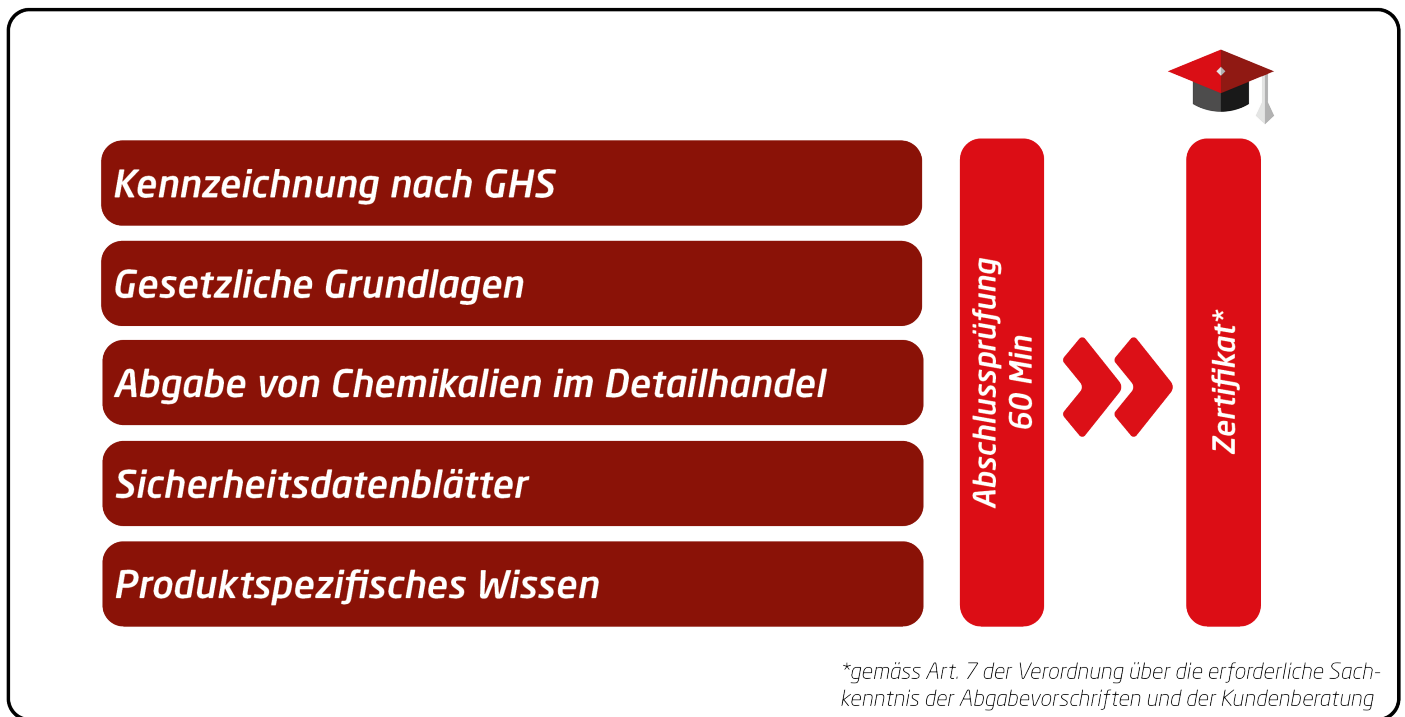 Kennzeichnung nach GHS
Gesetzliche Grundlagen
Abgabe von Chemikalien im Detailhandel
Sicherheitsdatenblätter
Produktspezifisches Wissen
Abschlussprüfung
60 Min
Zertifikat*
*gemäss Art. 7 der Verordnung über die erforderliche Sach-
kenntnis der Abgabevorschriften und der Kundenberatung